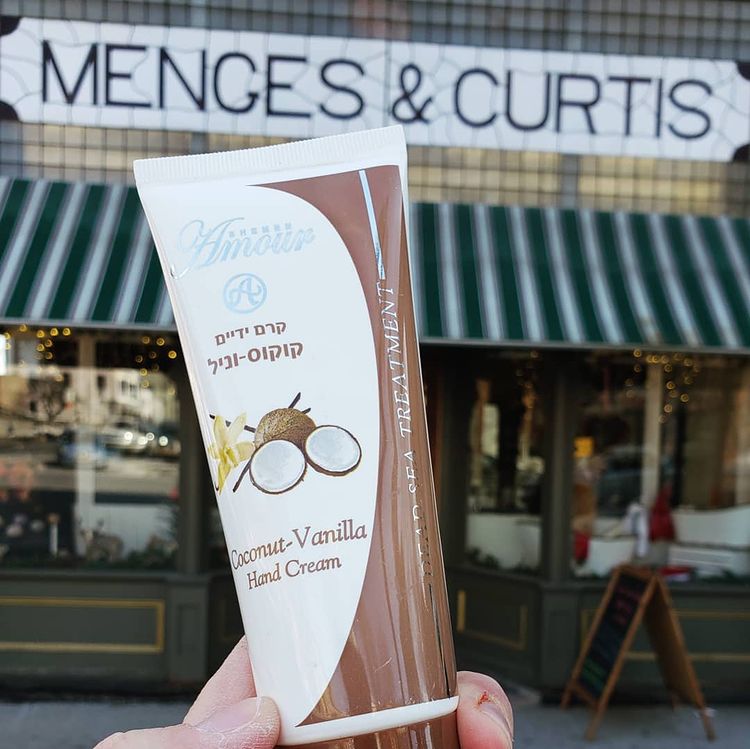 MENGES & CURTIS
Amour
A
קרם ידיים
קוקוס-וניל
Coconut-Vanilla
Hand Cream
DEAD SEA TREATMENT